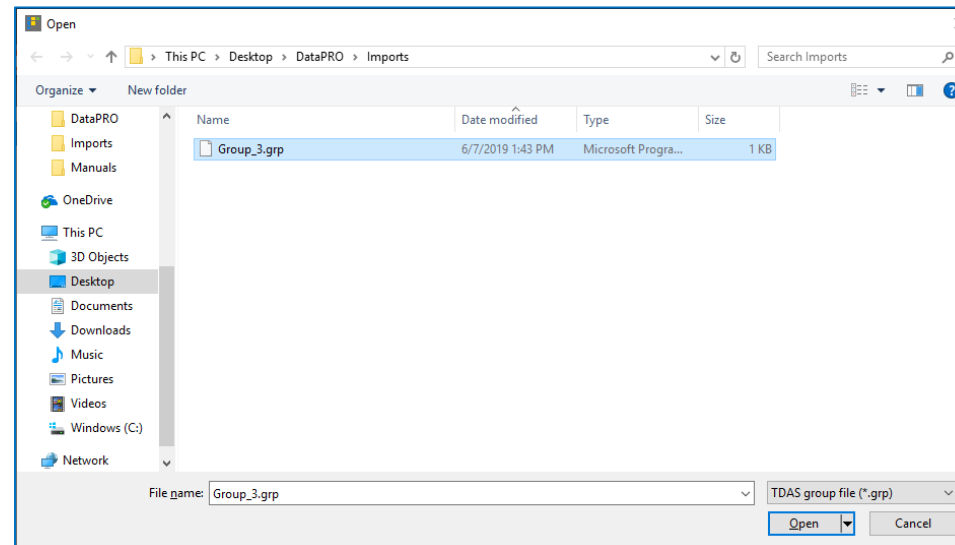 Open
This PC > Desktop > DataPRO > Imports
Search Imports
Organize
New folder
DataPRO
Imports
Manuals
OneDrive
This PC
3D Objects
Desktop
Documents
Downloads
Music
Pictures
Videos
Windows (C:)
Network
Name Date modified Type Size
Group_3.grp 6/7/2019 1:43 PM Microsoft Progra... 1 KB
File name: Group_3.grp
TDAS group file (*.grp)
Open Cancel